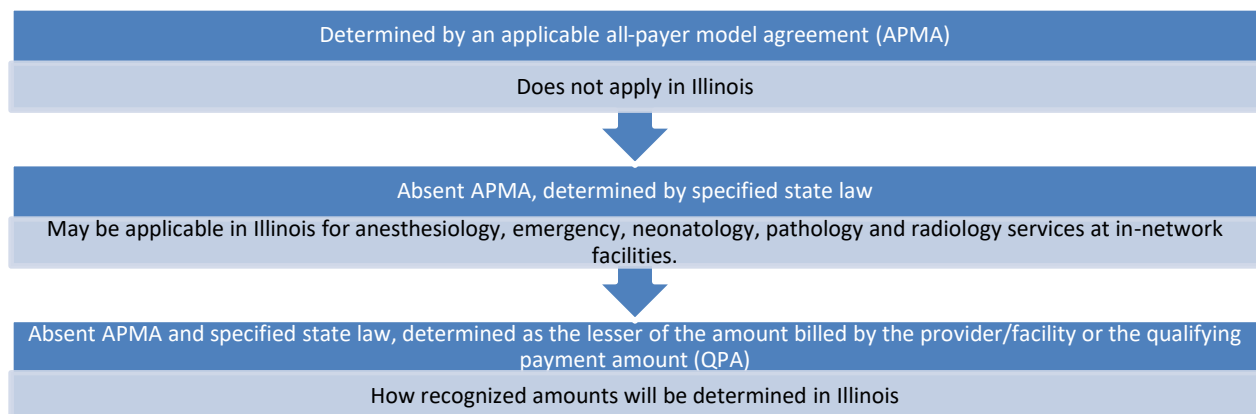 Determined by an applicable all-payer model agreement (APMA)
Does not apply in Illinois
Absent APMA, determined by specified state law
May be applicable in Illinois for anesthesiology, emergency, neonatology, pathology and radiology services at in-network
facilities.
Absent APMA and specified state law, determined as the lesser of the amount billed by the provider/facility or the qualifying
payment amount (QPA)
How recognized amounts will be determined in Illinois